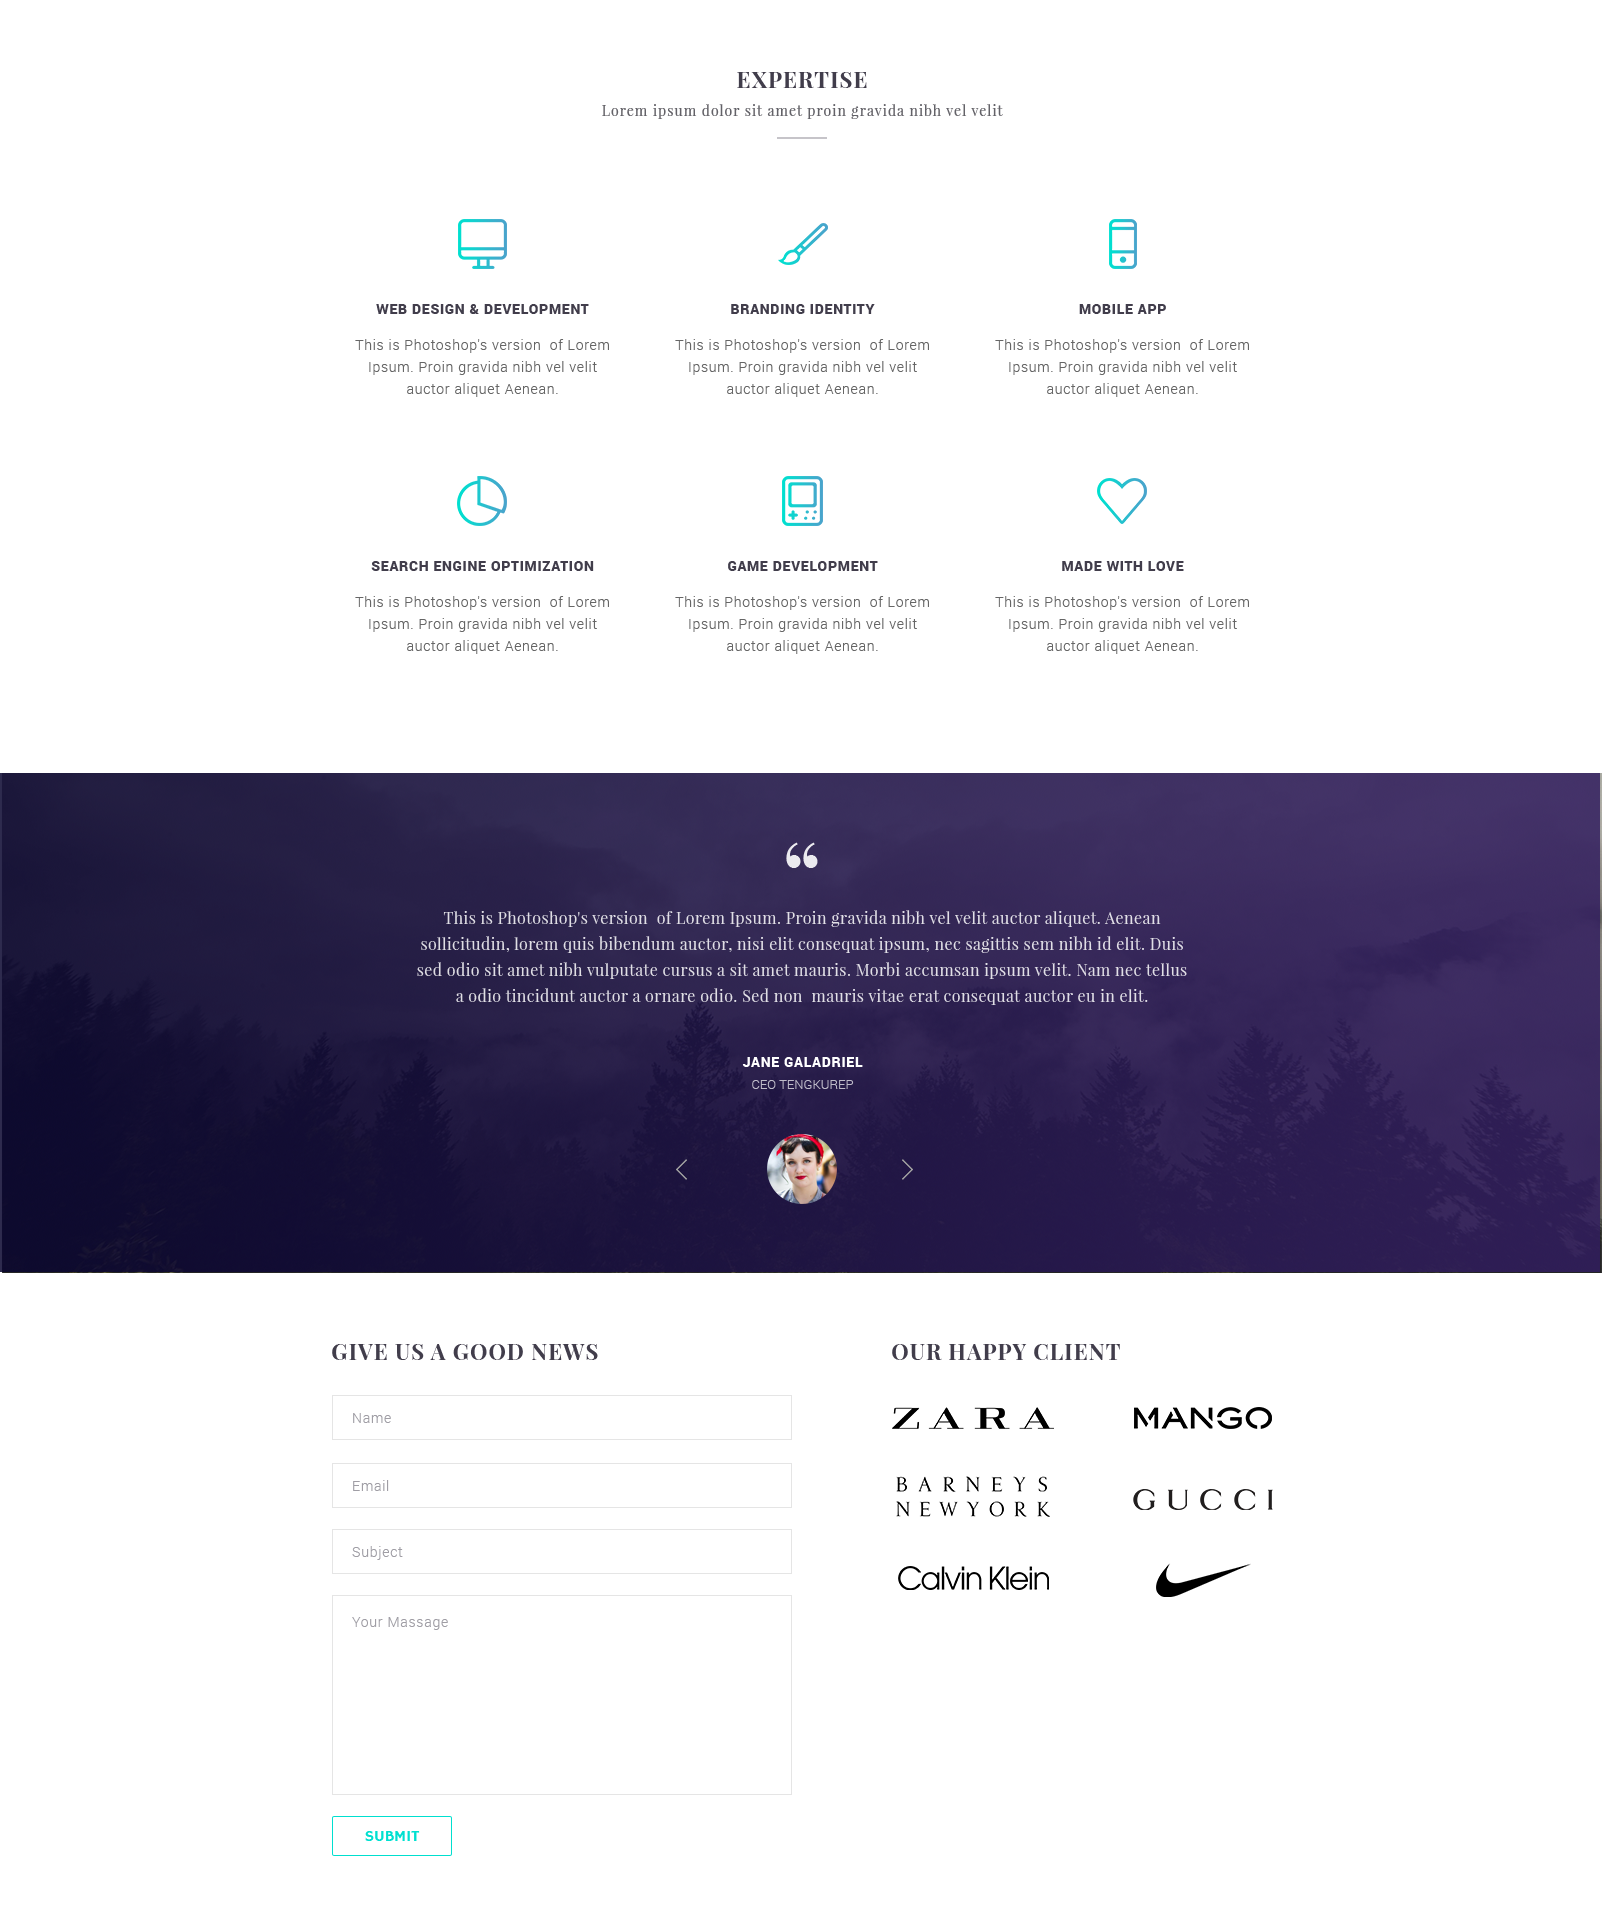 EXPERTISE
Lorem ipsum dolor sit amet proin gravida nibh vel velit
WEB DESIGN & DEVELOPMENT
This is Photoshop's version  of Lorem
Ipsum. Proin gravida nibh vel velit
auctor aliquet Aenean.
BRANDING IDENTITY
This is Photoshop's version  of Lorem
Ipsum. Proin gravida nibh vel velit
auctor aliquet Aenean.
MOBILE APP
This is Photoshop's version  of Lorem
Ipsum. Proin gravida nibh vel velit
auctor aliquet Aenean.
SEARCH ENGINE OPTIMIZATION
This is Photoshop's version  of Lorem
Ipsum. Proin gravida nibh vel velit
auctor aliquet Aenean.
GAME DEVELOPMENT
This is Photoshop's version  of Lorem
Ipsum. Proin gravida nibh vel velit
auctor aliquet Aenean.
MADE WITH LOVE
This is Photoshop's version  of Lorem
Ipsum. Proin gravida nibh vel velit
auctor aliquet Aenean.
“
This is Photoshop's version  of Lorem Ipsum. Proin gravida nibh vel velit auctor aliquet. Aenean
sollicitudin, lorem quis bibendum auctor, nisi elit consequat ipsum, nec sagittis sem nibh id elit. Duis
sed odio sit amet nibh vulputate cursus a sit amet mauris. Morbi accumsan ipsum velit. Nam nec tellus
a odio tincidunt auctor a ornare odio. Sed non  mauris vitae erat consequat auctor eu in elit.
JANE GALADRIEL
CEO TENGKUREP
GIVE US A GOOD NEWS
Name
Email
Subject
Your Massage
SUBMIT
OUR HAPPY CLIENT
ZARA
MANGO
BARNEYS
NEWYORK
GUCCI
Calvin Klein